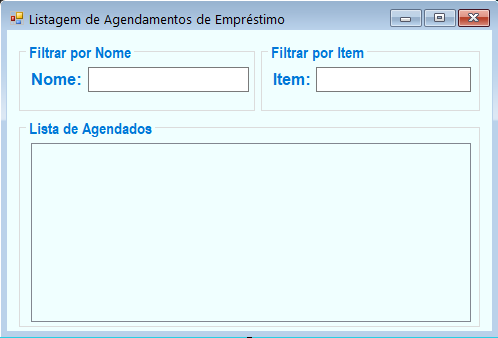 Listagem de Agendamentos de Empréstimo
Filtrar por Nome
Filtrar por Item
Nome:
Item:
Lista de Agendados